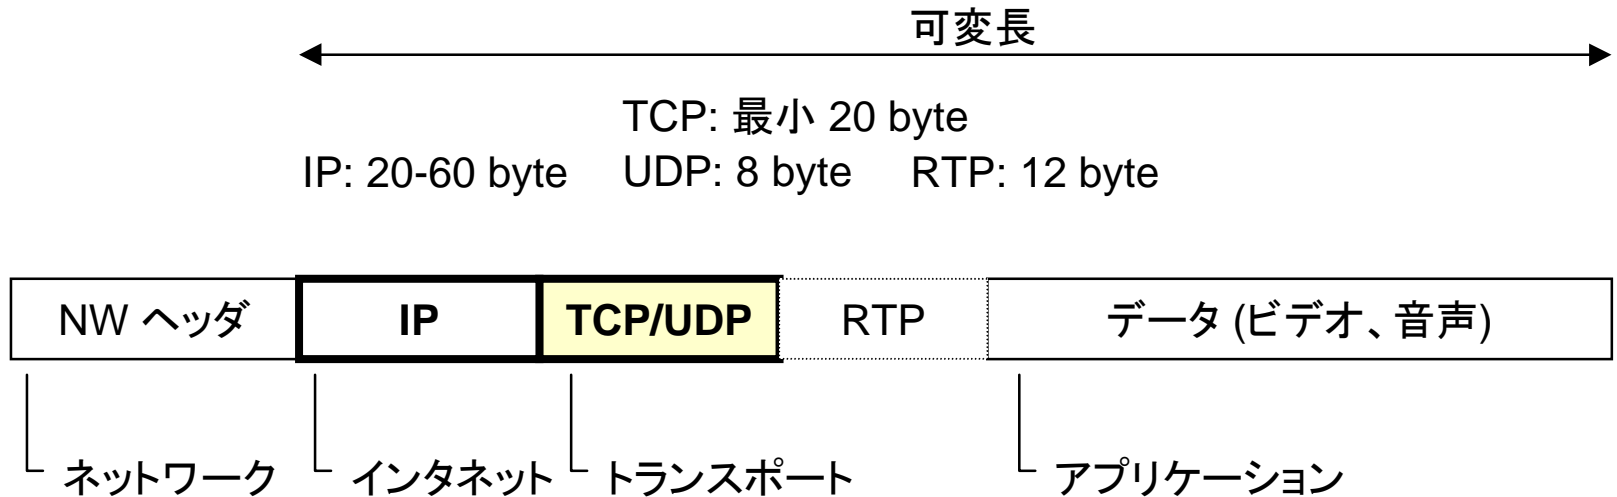 可変長
TCP: 最小 20 byte
IP: 20-60 byte UDP: 8 byte RTP: 12 byte
NW ヘッダ IP TCP/UDP RTP データ (ビデオ、音声)
ネットワーク インタネット トランスポート アプリケーション